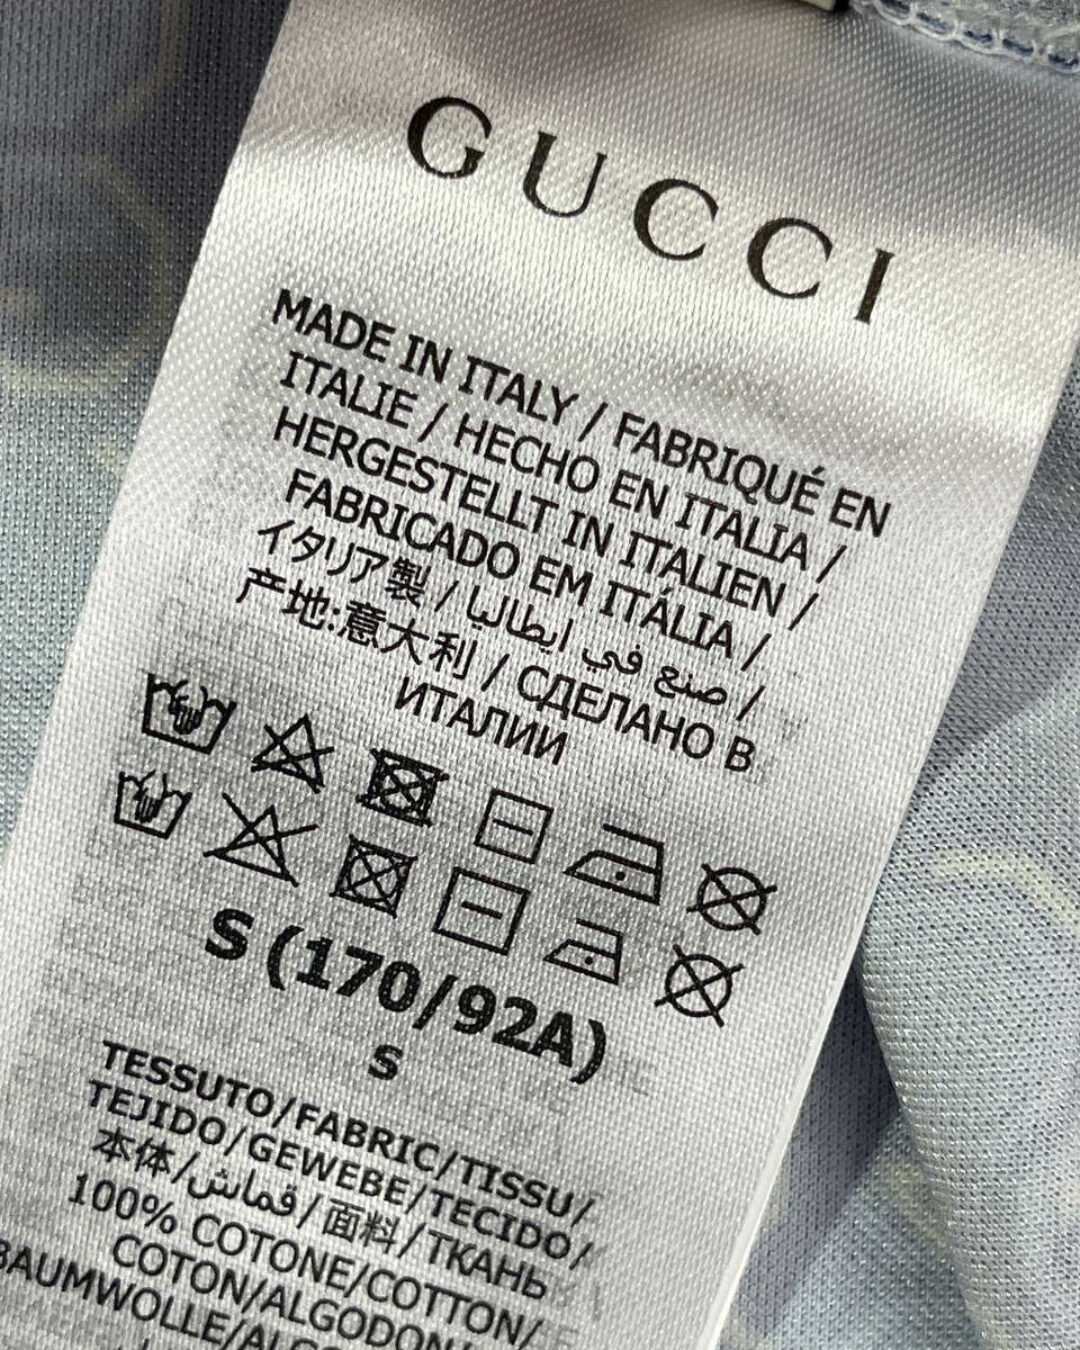 GUCCI
MADE IN ITALY / FABRIQUÉ EN
ITALIE / HECHO EN ITALIA /
HERGESTELLT IN ITALIEN /
FABRICADO EM ITÁLIA /
イタリア製 / صنع في ايطاليا /
产地:意大利 / СДЕЛАНО В
ИТАЛИИ
S (170/92A)
S
TESSUTO/FABRIC/TISSU/
TEJIDO/GEWEBE/TECIDO/
本体/قماش/面料/ТКАНЬ
100% COTONE/COTTON/
COTON/ALGODON/
BAUMWOLLE/